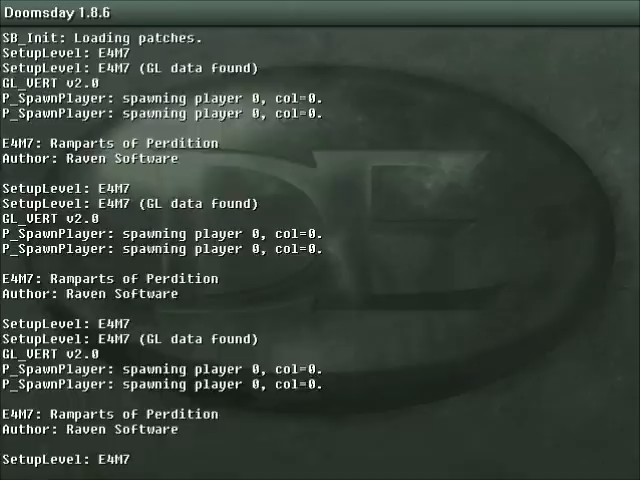 Doomsday 1.8.6
SB_Init: Loading patches.
SetupLevel: E4M7
SetupLevel: E4M7 (GL data found)
GL_VERT v2.0
P_SpawnPlayer: spawning player 0, col=0.
P_SpawnPlayer: spawning player 0, col=0.
E4M7: Ramparts of Perdition
Author: Raven Software
SetupLevel: E4M7
SetupLevel: E4M7 (GL data found)
GL_VERT v2.0
P_SpawnPlayer: spawning player 0, col=0.
P_SpawnPlayer: spawning player 0, col=0.
E4M7: Ramparts of Perdition
Author: Raven Software
SetupLevel: E4M7
SetupLevel: E4M7 (GL data found)
GL_VERT v2.0
P_SpawnPlayer: spawning player 0, col=0.
P_SpawnPlayer: spawning player 0, col=0.
E4M7: Ramparts of Perdition
Author: Raven Software
SetupLevel: E4M7
DE